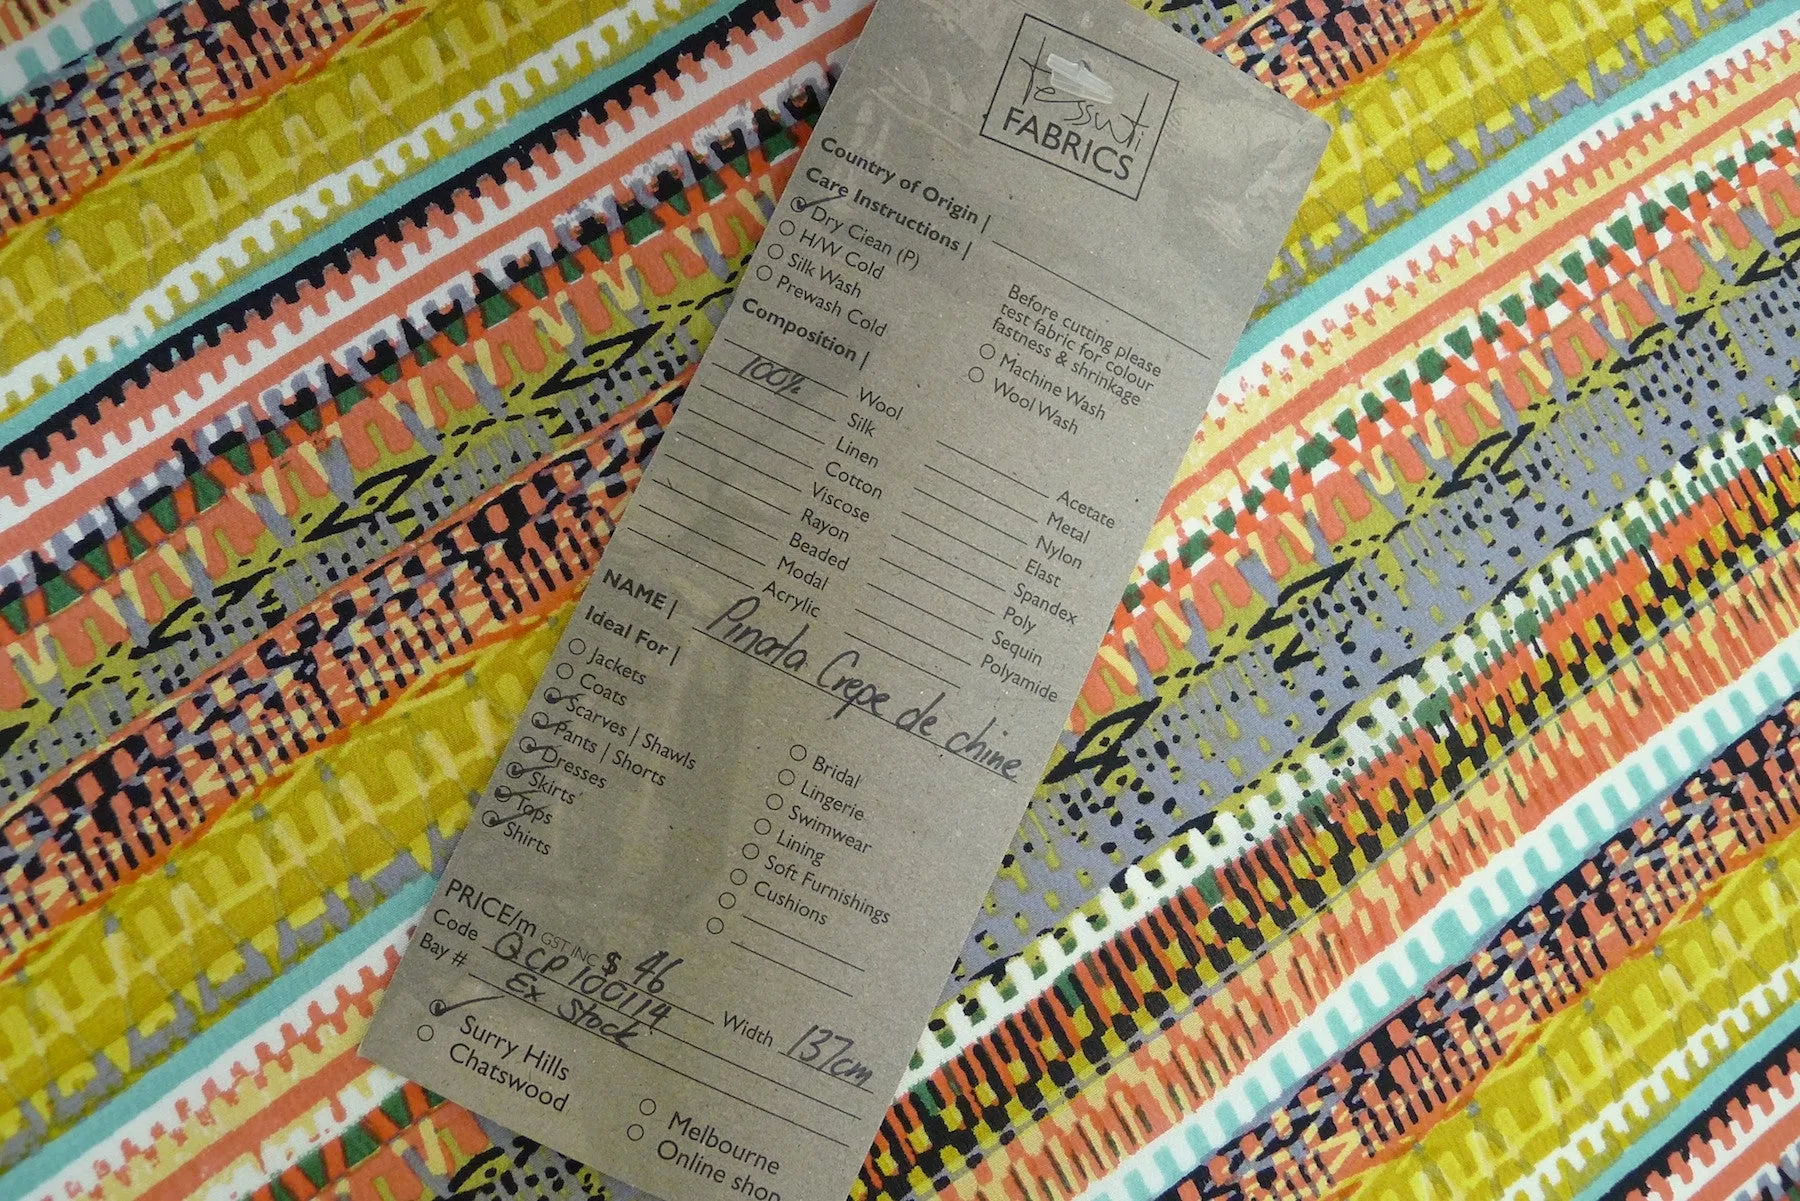 tessuti
FABRICS
Country of Origin |
Care Instructions |
Dry Clean (P)
H/W Cold
Silk Wash
Prewash Cold
Before cutting please
test fabric for colour
fastness & shrinkage
Machine Wash
Wool Wash
Composition |
Wool
100% Silk
Linen
Cotton
Viscose
Rayon
Beaded
Modal
Acrylic
Acetate
Metal
Nylon
Elast
Spandex
Poly
Sequin
Polyamide
NAME | Pinata Crepe de chine
Ideal For |
Jackets
Coats
Scarves | Shawls
Pants | Shorts
Dresses
Skirts
Tops
Shirts
Bridal
Lingerie
Swimwear
Lining
Soft Furnishings
Cushions
PRICE/m GST INC $ 46
Code QCP100114 Width 137cm
Bay # Ex Stock
Surry Hills
Chatswood
Melbourne
Online shop